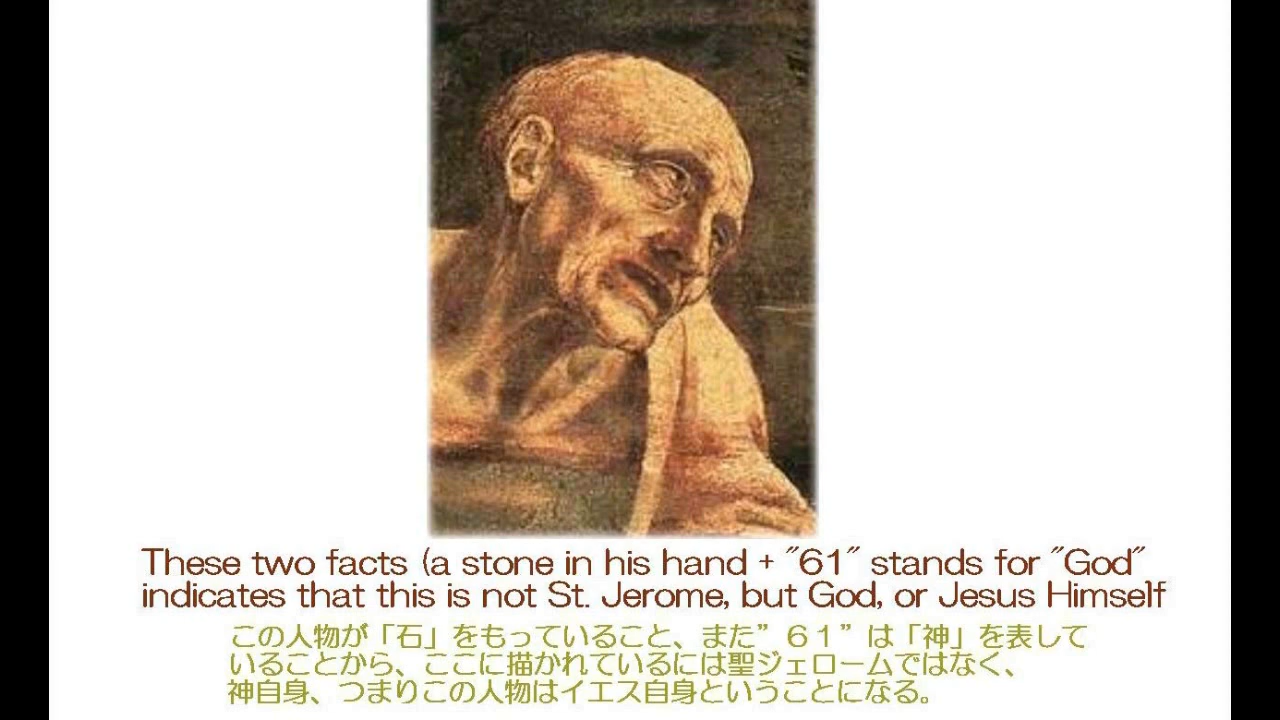 These two facts (a stone in his hand + "61" stands for "God"
indicates that this is not St. Jerome, but God, or Jesus Himself
この人物が「石」をもっていること、また”６１”は「神」を表して
いることから、ここに描かれているには聖ジェロームではなく、
神自身、つまりこの人物はイエス自身ということになる。